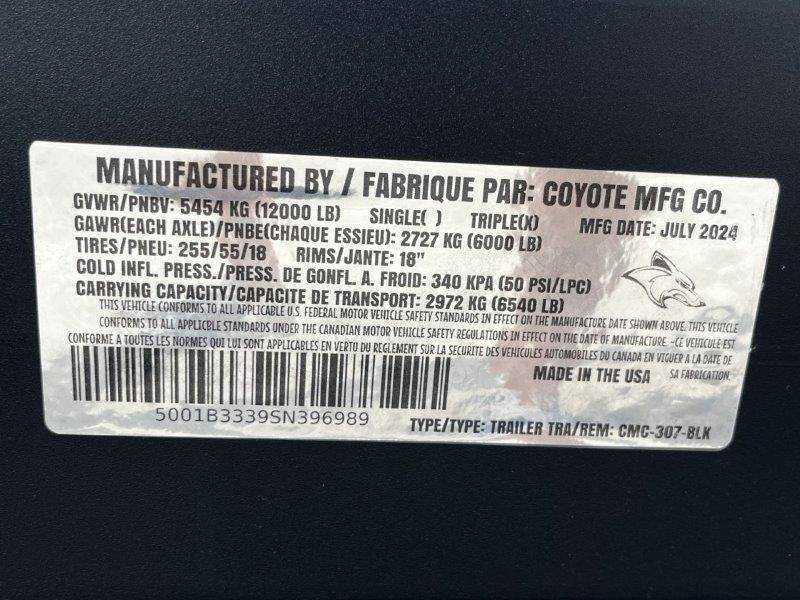 MANUFACTURED BY / FABRIQUE PAR: COYOTE MFG CO.
GVWR/PNBV: 5454 KG (12000 LB) SINGLE( ) TRIPLE(X) MFG DATE: JULY 2024
GAWR(EACH AXLE)/PNBE(CHAQUE ESSIEU): 2727 KG (6000 LB)
TIRES/PNEU: 255/55/18 RIMS/JANTE: 18"
COLD INFL. PRESS./PRESS. DE GONFL. A. FROID: 340 KPA (50 PSI/LPC)
CARRYING CAPACITY/CAPACITE DE TRANSPORT: 2972 KG (6540 LB)
THIS VEHICLE CONFORMS TO ALL APPLICABLE U.S. FEDERAL MOTOR VEHICLE SAFETY STANDARDS IN EFFECT ON THE MANUFACTURE DATE SHOWN ABOVE. THIS VEHICLE
CONFORMS TO ALL APPLICBLE STANDARDS UNDER THE CANADIAN MOTOR VEHICLE SAFETY REGULATIONS IN EFFECT ON THE DATE OF MANUFACTURE. -CE VEHICULE EST
CONFORME A TOUTES LES NORMES QUI LUI SONT APPLICABLES EN VERTU DU REGLEMENT SUR LA SECURITE DES VEHICULES AUTOMOBILES DU CANADA EN VIGUER A LA DATE DE
SA FABRICATION.
MADE IN THE USA
5001B3339SN396989
TYPE/TYPE: TRAILER TRA/REM: CMC-307-BLK